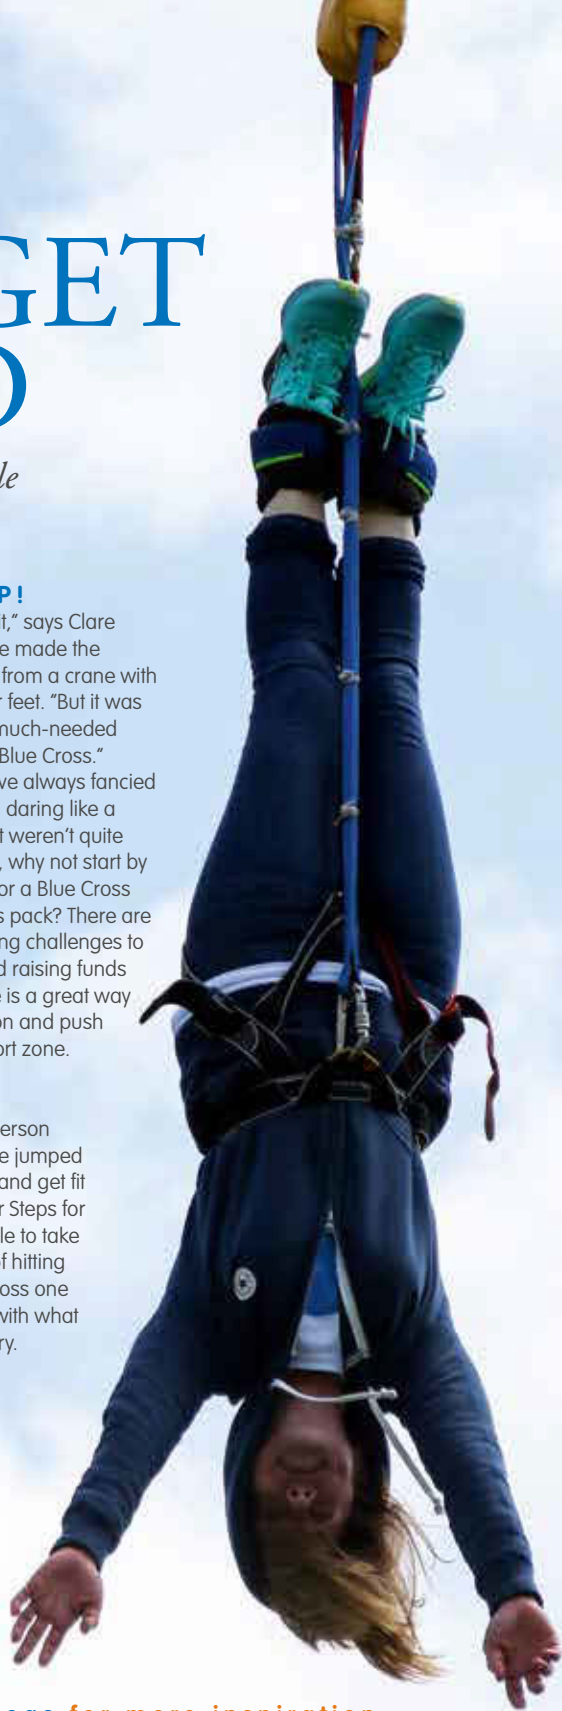 GET
O
le
P!
it,” says Clare
e made the
from a crane with
r feet. “But it was
much-needed
Blue Cross.”
ve always fancied
daring like a
t weren’t quite
, why not start by
or a Blue Cross
s pack? There are
ng challenges to
d raising funds
e is a great way
on and push
ort zone.
erson
e jumped
and get fit
r Steps for
le to take
f hitting
oss one
with what
ry.
for more inspiration